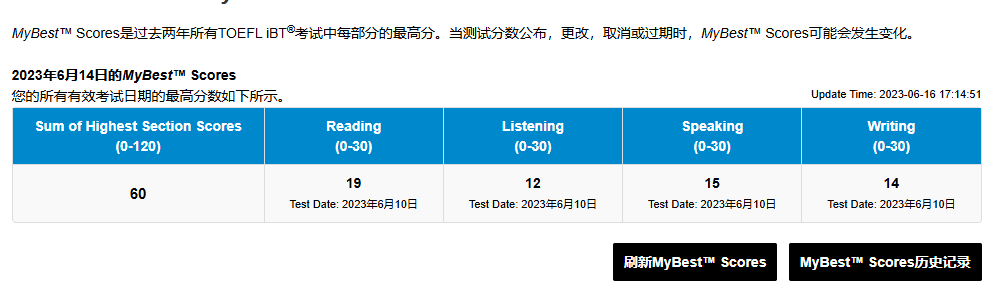 MyBest™ Scores是过去两年所有TOEFL iBT®考试中每部分的最高分。当测试分数公布，更改，取消或过期时，MyBest™ Scores可能会发生变化。
2023年6月14日的MyBest™ Scores
您的所有有效考试日期的最高分数如下所示。
Update Time: 2023-06-16 17:14:51
Sum of Highest Section Scores
(0-120)
Reading
(0-30)
Listening
(0-30)
Speaking
(0-30)
Writing
(0-30)
60
19
Test Date: 2023年6月10日
12
Test Date: 2023年6月10日
15
Test Date: 2023年6月10日
14
Test Date: 2023年6月10日
刷新MyBest™ Scores
MyBest™ Scores历史记录